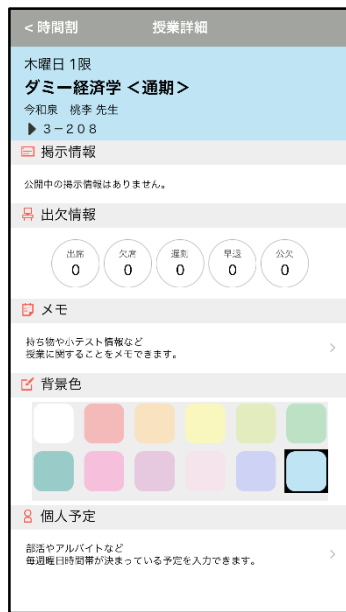 < 時間割 授業詳細
木曜日 1限
ダミー経済学 <通期>
今和泉 桃李 先生
▶ 3－208
掲示情報
公開中の掲示情報はありません。
出欠情報
出席 欠席 遅刻 早退 公欠
0 0 0 0 0
メモ
持ち物や小テスト情報など
授業に関することをメモできます。
背景色
個人予定
部活やアルバイトなど
毎週曜日時間帯が決まっている予定を入力できます。